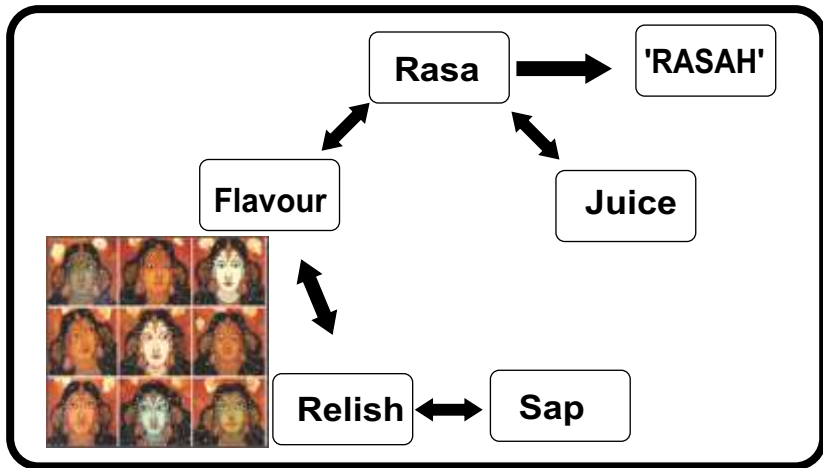 Rasa
'RASAH'
Flavour
Juice
Relish
Sap